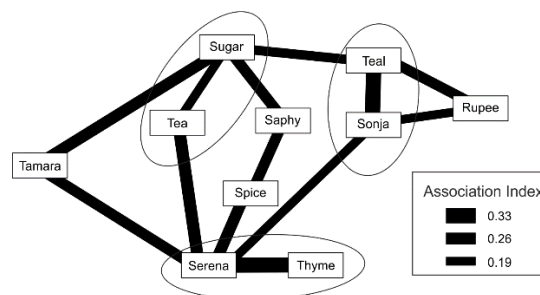 Sugar
Teal
Rupee
Tea
Saphy
Sonja
Tamara
Spice
Serena
Thyme
Association Index
0.33
0.26
0.19